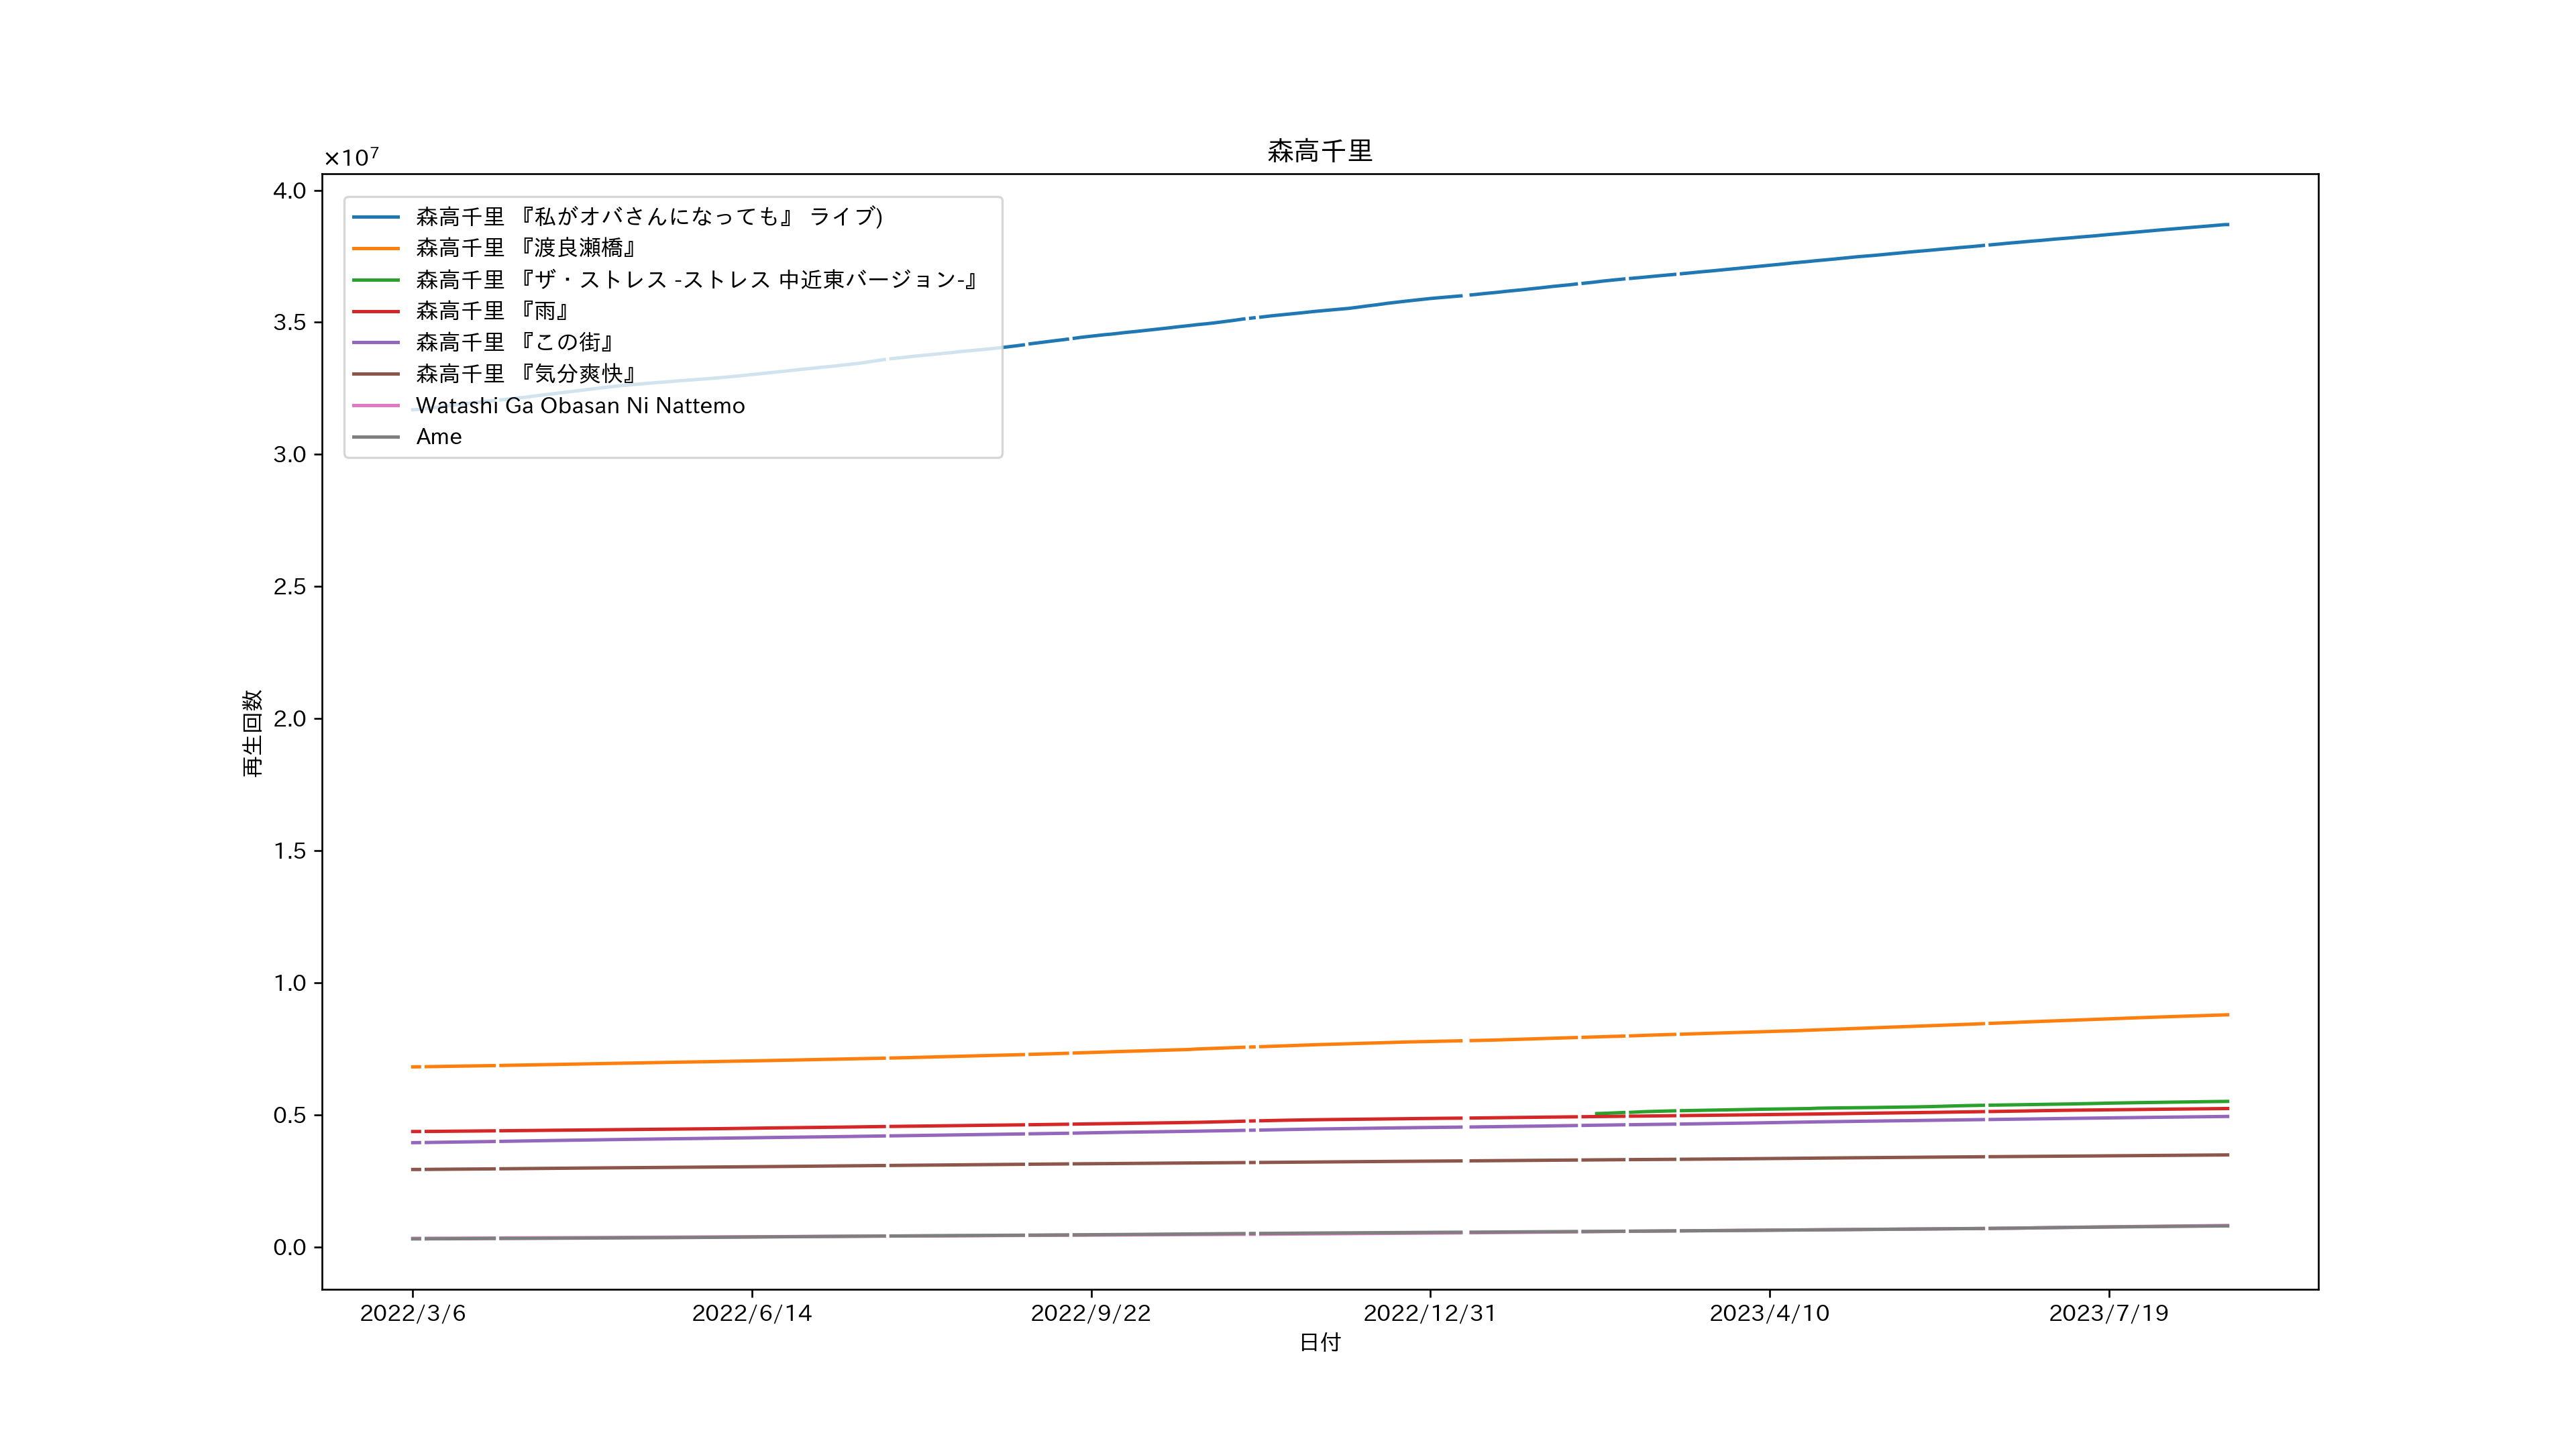 森高千里
×10⁷
4.0
3.5
3.0
2.5
2.0
1.5
1.0
0.5
0.0
再生回数
森高千里 『私がオバさんになっても』 ライブ)
森高千里 『渡良瀬橋』
森高千里 『ザ・ストレス -ストレス 中近東バージョン-』
森高千里 『雨』
森高千里 『この街』
森高千里 『気分爽快』
Watashi Ga Obasan Ni Nattemo
Ame
2022/3/6 2022/6/14 2022/9/22 2022/12/31 2023/4/10 2023/7/19
日付